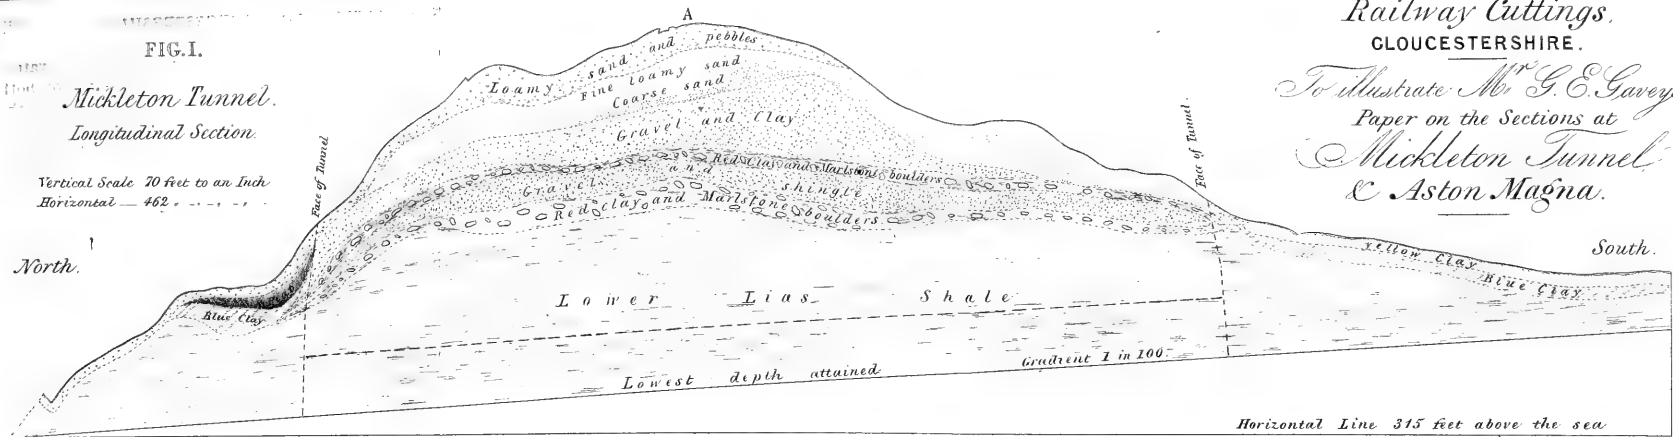 FIG. I.
Mickleton Tunnel.
Longitudinal Section.
Vertical Scale 70 feet to an Inch
Horizontal — 462 " - " - " - "
Railway Cuttings,
GLOUCESTERSHIRE.
To illustrate Mr G. E. Gavey
Paper on the Sections at
Mickleton Tunnel
& Aston Magna.
North.
South.
A
Face of Tunnel
Face of Tunnel.
Loamy sand and pebbles
Fine loamy sand
Coarse sand
Gravel and Clay
Red Clay and Marlstone boulders
Gravel and shingle
Red clay and Marlstone boulders
Blue Clay
Yellow Clay
Blue Clay
Lower Lias Shale
Lowest depth attained
Gradient 1 in 100.
Horizontal Line 315 feet above the sea